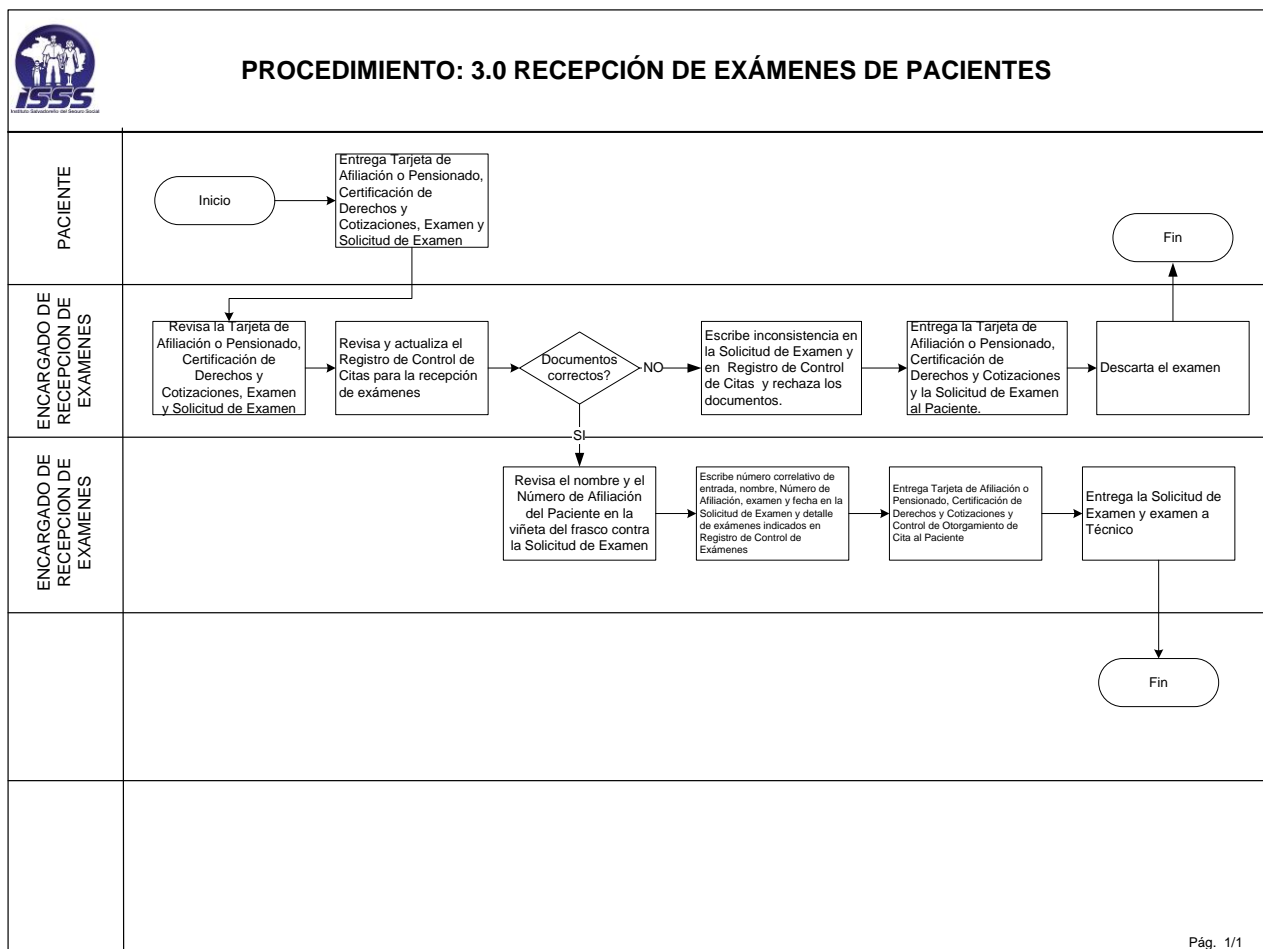 ISSS
Instituto Salvadoreño del Seguro Social
PROCEDIMIENTO: 3.0 RECEPCIÓN DE EXÁMENES DE PACIENTES
PACIENTE
Inicio
Entrega Tarjeta de
Afiliación o Pensionado,
Certificación de
Derechos y
Cotizaciones, Examen y
Solicitud de Examen
Fin
ENCARGADO DE
RECEPCION DE
EXAMENES
Revisa la Tarjeta de
Afiliación o Pensionado,
Certificación de
Derechos y
Cotizaciones, Examen
y Solicitud de Examen
Revisa y actualiza el
Registro de Control de
Citas para la recepción
de exámenes
Documentos
correctos?
NO
Escribe inconsistencia en
la Solicitud de Examen y
en Registro de Control
de Citas y rechaza los
documentos.
Entrega la Tarjeta de
Afiliación o Pensionado,
Certificación de
Derechos y Cotizaciones
y la Solicitud de Examen
al Paciente.
Descarta el examen
SI
ENCARGADO DE
RECEPCION DE
EXAMENES
Revisa el nombre y el
Número de Afiliación
del Paciente en la
viñeta del frasco contra
la Solicitud de Examen
Escribe número correlativo de
entrada, nombre, Número de
Afiliación, examen y fecha en la
Solicitud de Examen y detalle
de exámenes indicados en
Registro de Control de
Exámenes
Entrega Tarjeta de Afiliación o
Pensionado, Certificación de
Derechos y Cotizaciones y
Control de Otorgamiento de
Cita al Paciente
Entrega la Solicitud de
Examen y examen a
Técnico
Fin
Pág. 1/1